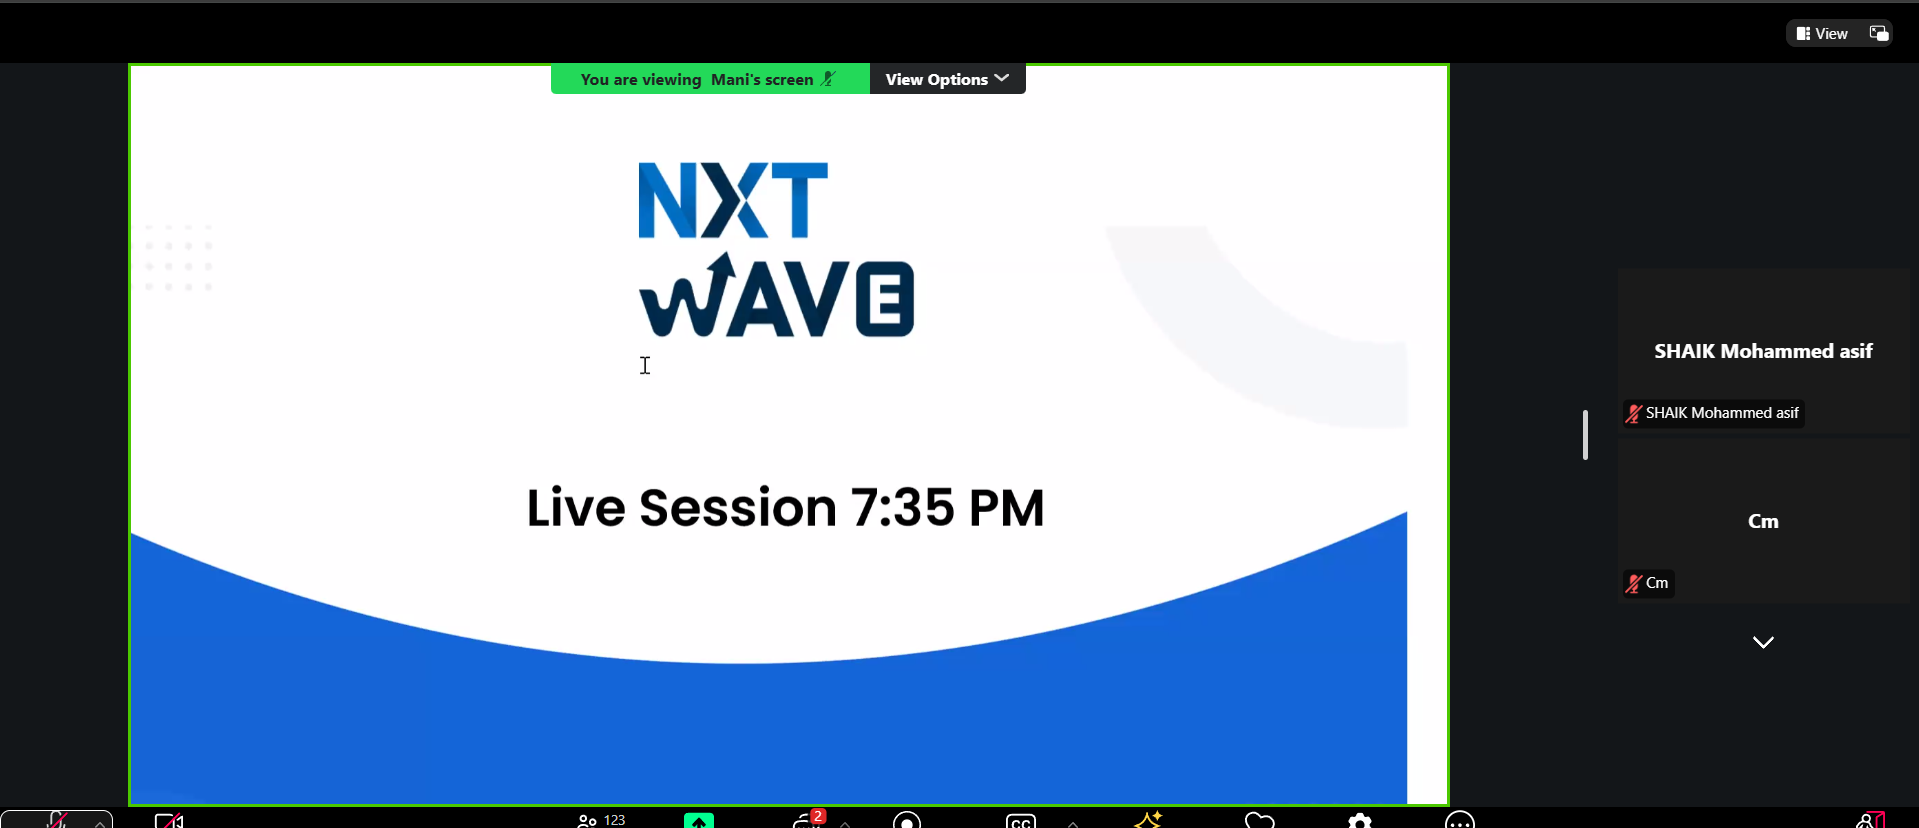 View
You are viewing Mani's screen
View Options
NXT
WAVE
Live Session 7:35 PM
SHAIK Mohammed asif
SHAIK Mohammed asif
Cm
Cm
123
2
CC